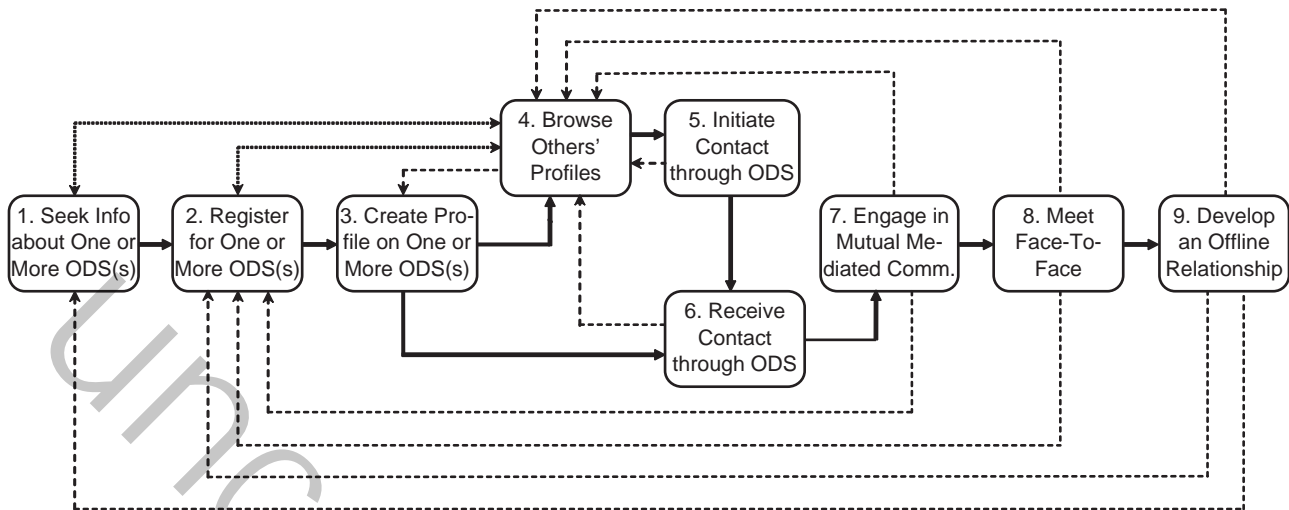 4. Browse
Others'
Profiles
5. Initiate
Contact
through ODS
1. Seek Info
about One or
More ODS(s)
2. Register
for One or
More ODS(s)
3. Create Pro-
file on One or
More ODS(s)
7. Engage in
Mutual Me-
diated Comm.
8. Meet
Face-To-
Face
9. Develop
an Offline
Relationship
6. Receive
Contact
through ODS
unc